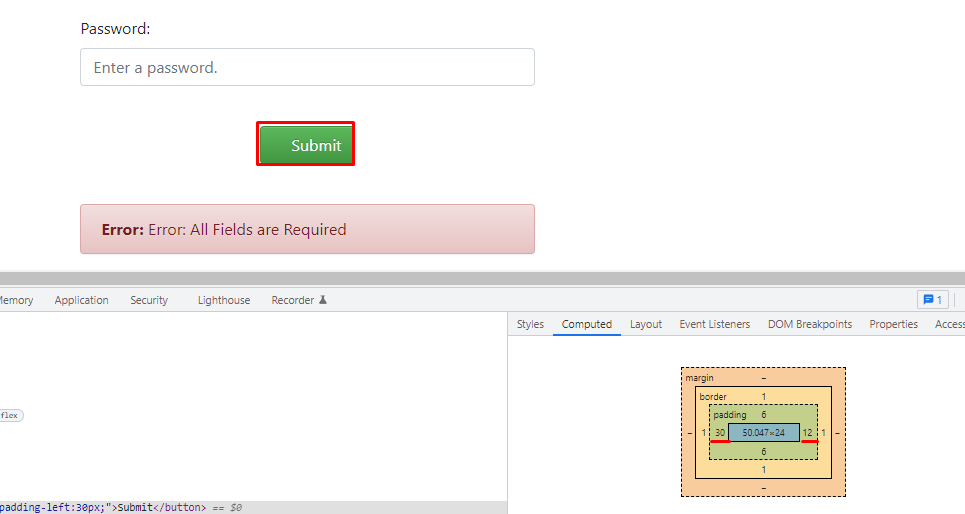 Password:
Enter a password.
Submit
Error: Error: All Fields are Required
Memory Application Security Lighthouse Recorder 1
Styles Computed Layout Event Listeners DOM Breakpoints Properties Access
margin –
border 1
padding 6
flex
– 1 30 50.047×24 12 1 –
6
1
–
padding-left:30px;">Submit</button> == $0